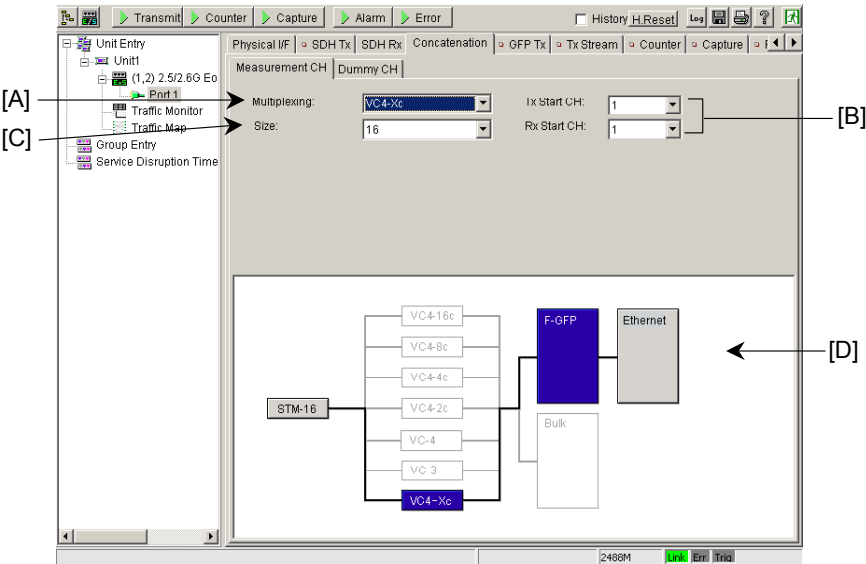 Transmit Counter Capture Alarm Error History H.Reset Log ?
Unit Entry
Unit1
(1,2) 2.5/2.6G Eo
Port 1
Traffic Monitor
Traffic Map
Group Entry
Service Disruption Time
Physical I/F SDH Tx SDH Rx Concatenation GFP Tx Tx Stream Counter Capture
Measurement CH Dummy CH
[A] Multiplexing: VC4-Xc Tx Start CH: 1 [B]
[C] Size: 16 Rx Start CH: 1
VC4-16c F-GFP Ethernet
VC4-8c [D]
VC4-4c
STM-16 VC4-2c Bulk
VC-4
VC 3
VC4-Xc
2488M Link Err Trig